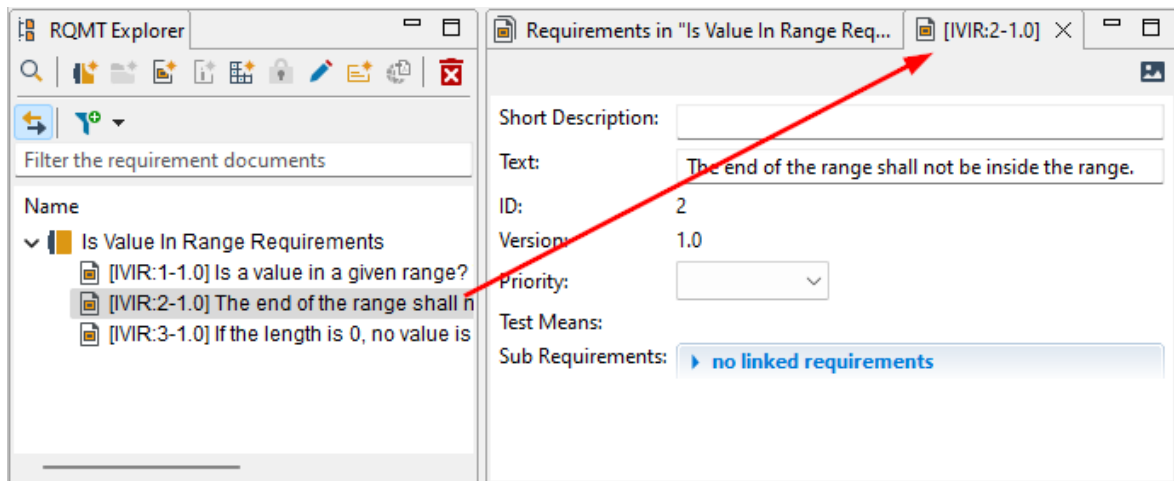 RQMT Explorer
Filter the requirement documents
Name
Is Value In Range Requirements
[IVIR:1-1.0] Is a value in a given range?
[IVIR:2-1.0] The end of the range shall n
[IVIR:3-1.0] If the length is 0, no value is
Requirements in "Is Value In Range Req...
[IVIR:2-1.0]
Short Description:
Text: The end of the range shall not be inside the range.
ID: 2
Version: 1.0
Priority:
Test Means:
Sub Requirements: no linked requirements